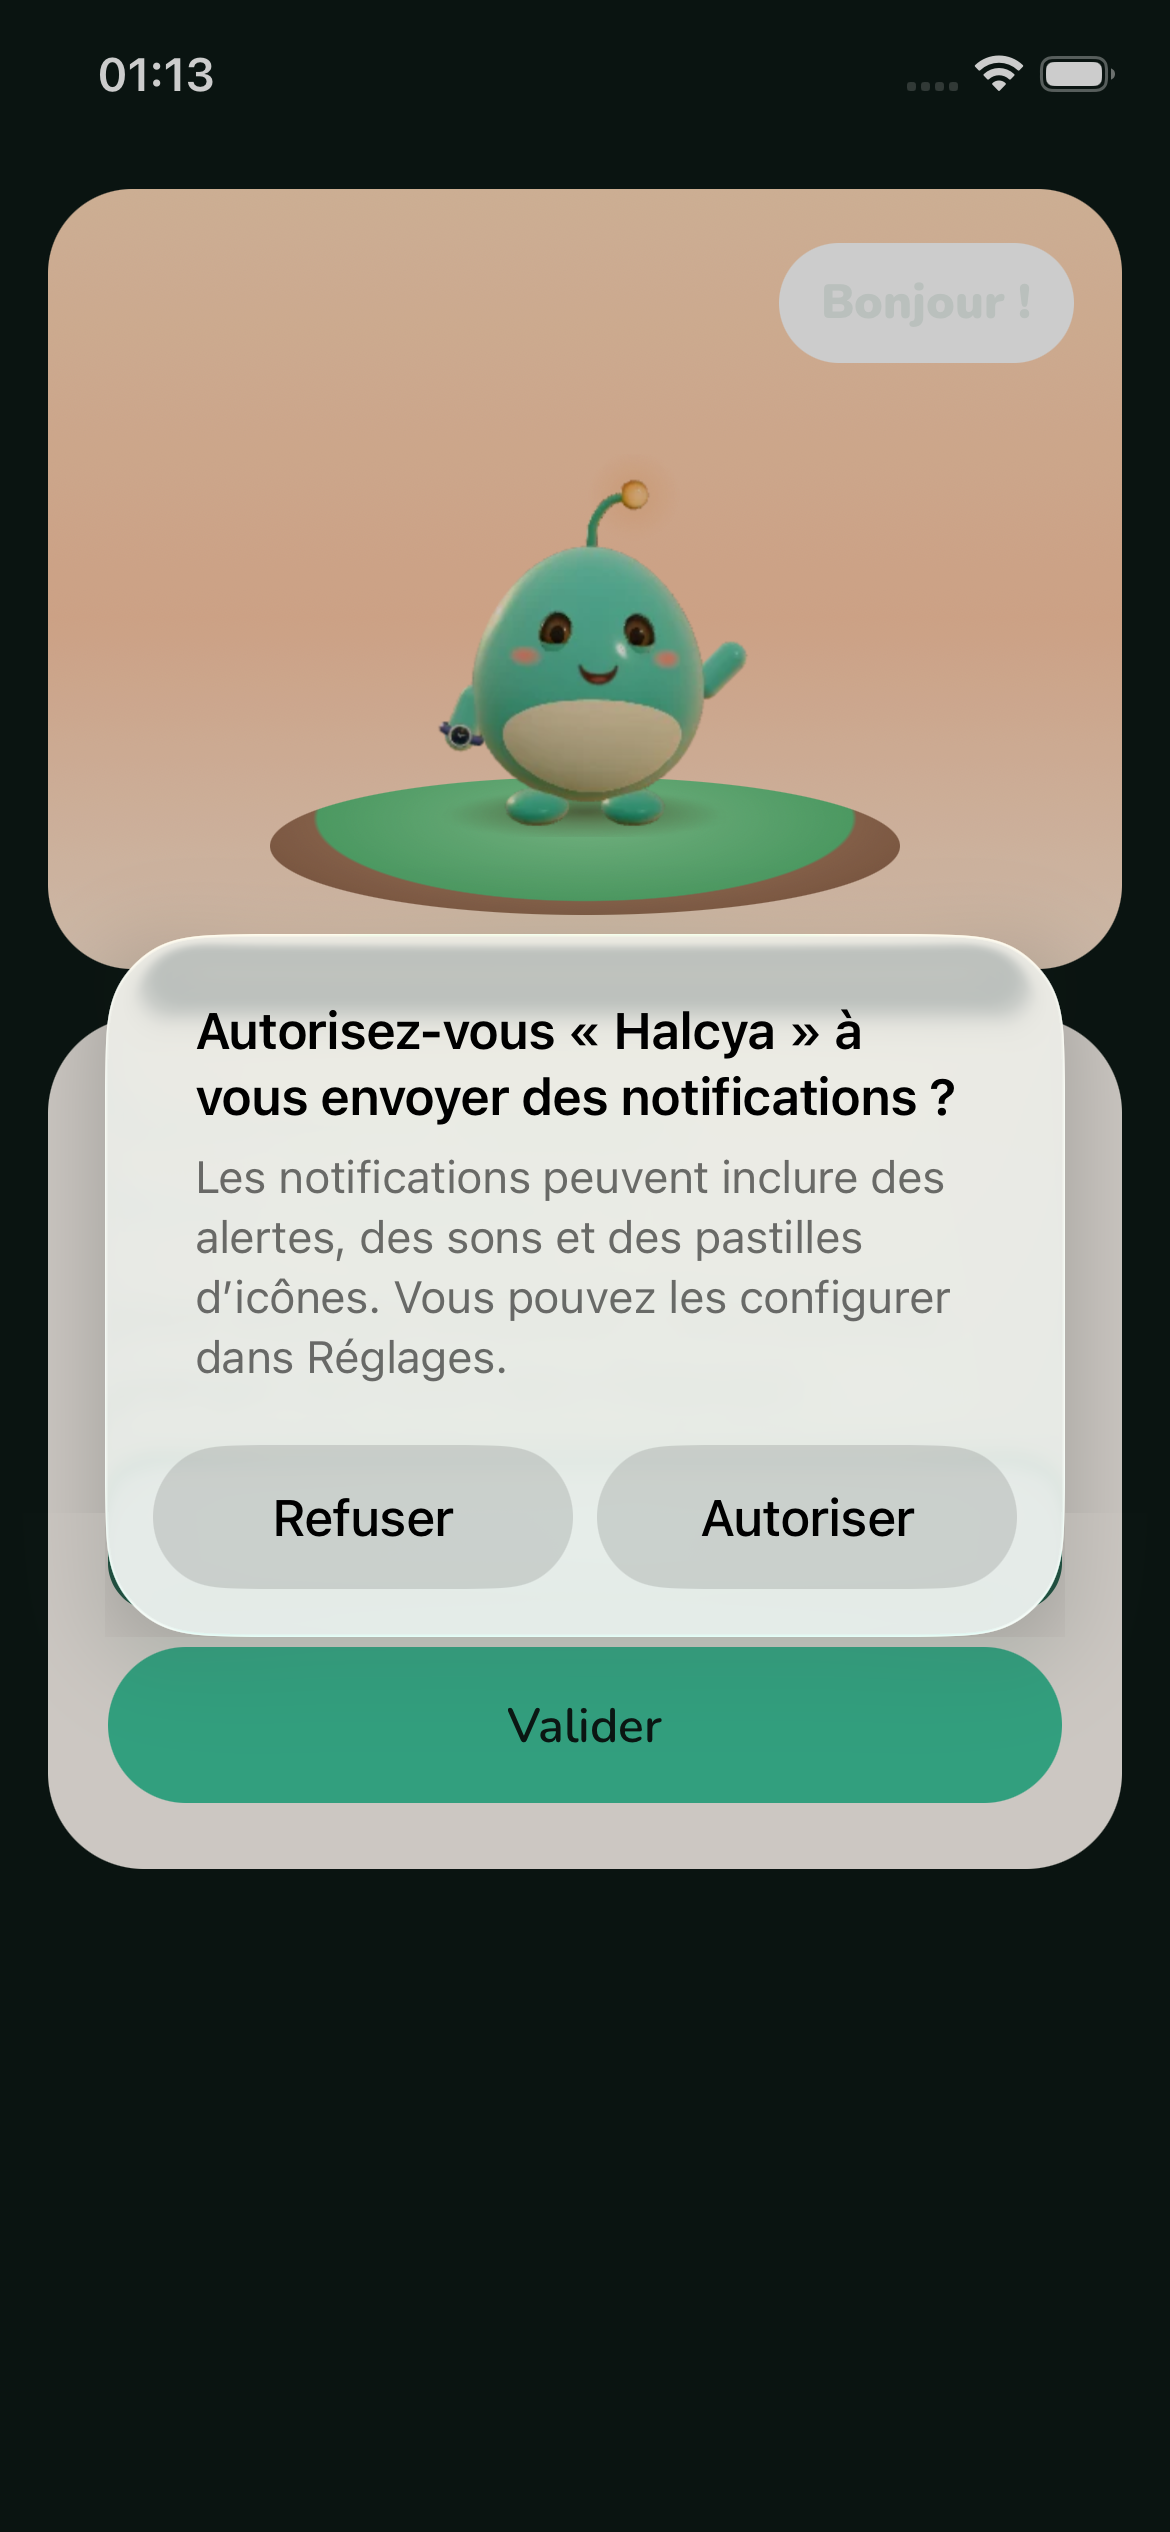 01:13
Bonjour !
Autorisez-vous « Halcya » à
vous envoyer des notifications ?
Les notifications peuvent inclure des
alertes, des sons et des pastilles
d’icônes. Vous pouvez les configurer
dans Réglages.
Refuser
Autoriser
Valider